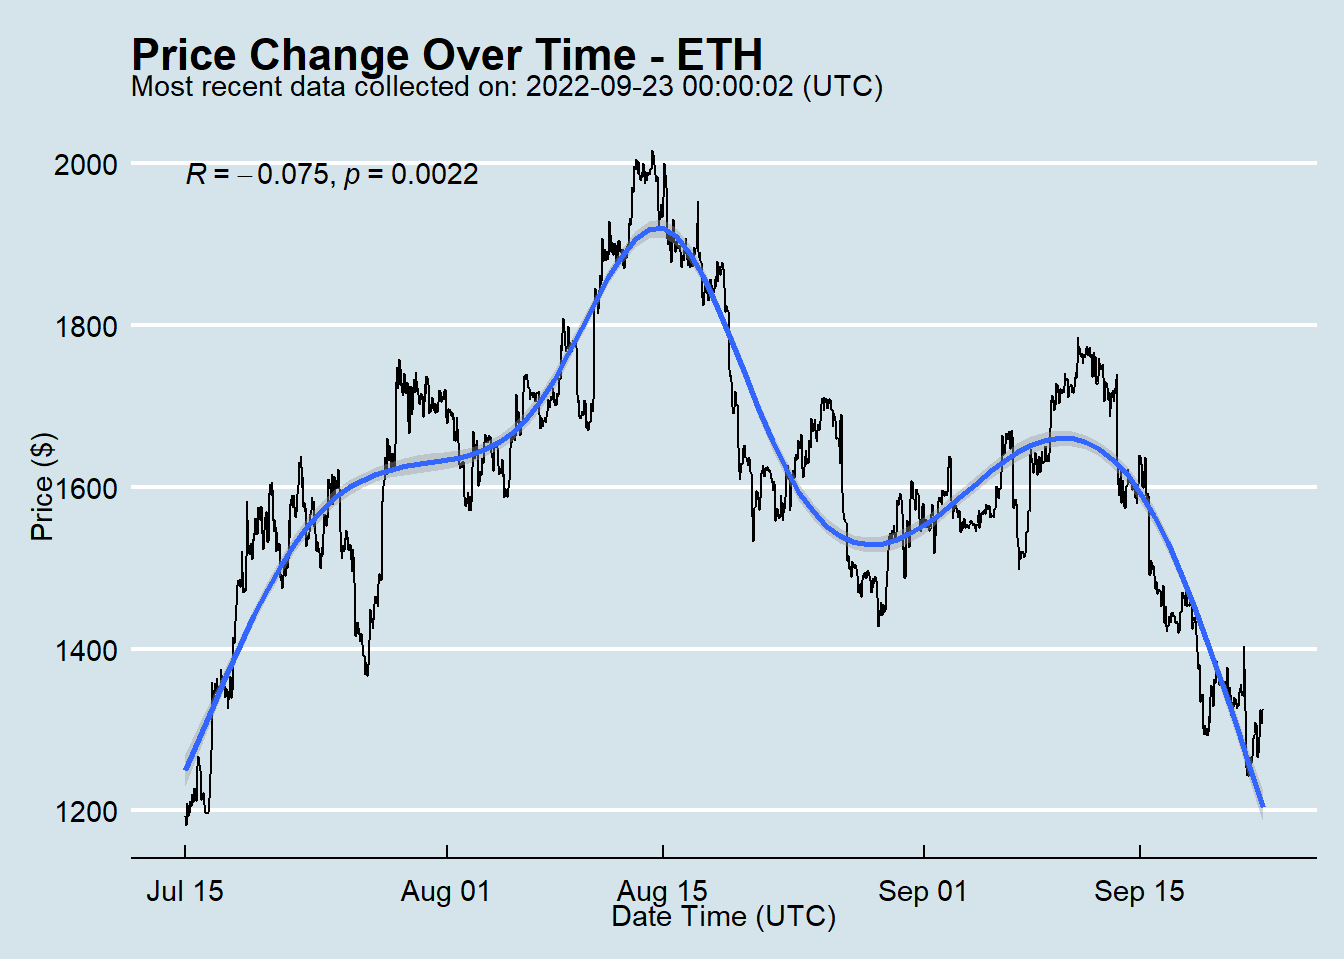 Price Change Over Time - ETH
Most recent data collected on: 2022-09-23 00:00:02 (UTC)
R = −0.075, p = 0.0022
2000
1800
1600
1400
1200
Price ($)
Jul 15 Aug 01 Aug 15 Sep 01 Sep 15
Date Time (UTC)